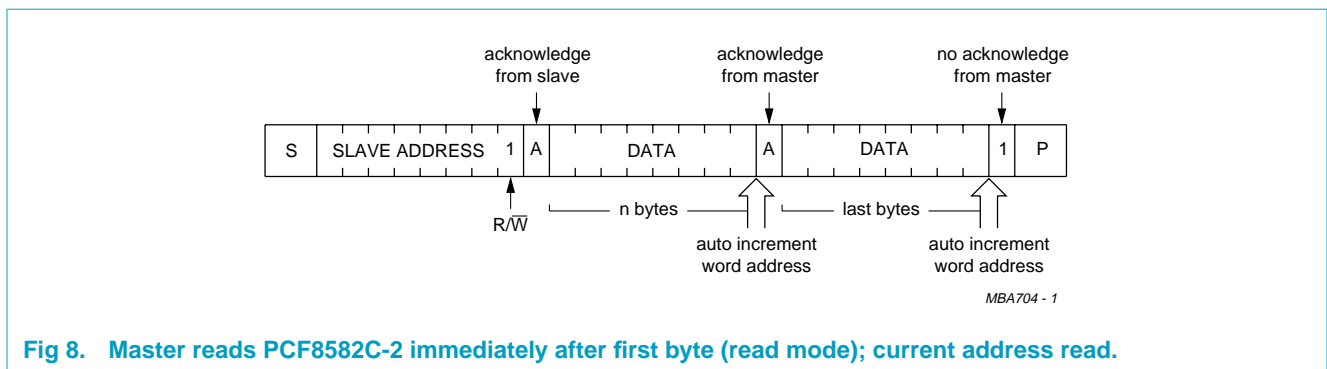 acknowledge
from slave
acknowledge
from master
no acknowledge
from master
S SLAVE ADDRESS 1 A DATA A DATA 1 P
R/W̅
n bytes
last bytes
auto increment
word address
auto increment
word address
MBA704 - 1
Fig 8. Master reads PCF8582C-2 immediately after first byte (read mode); current address read.